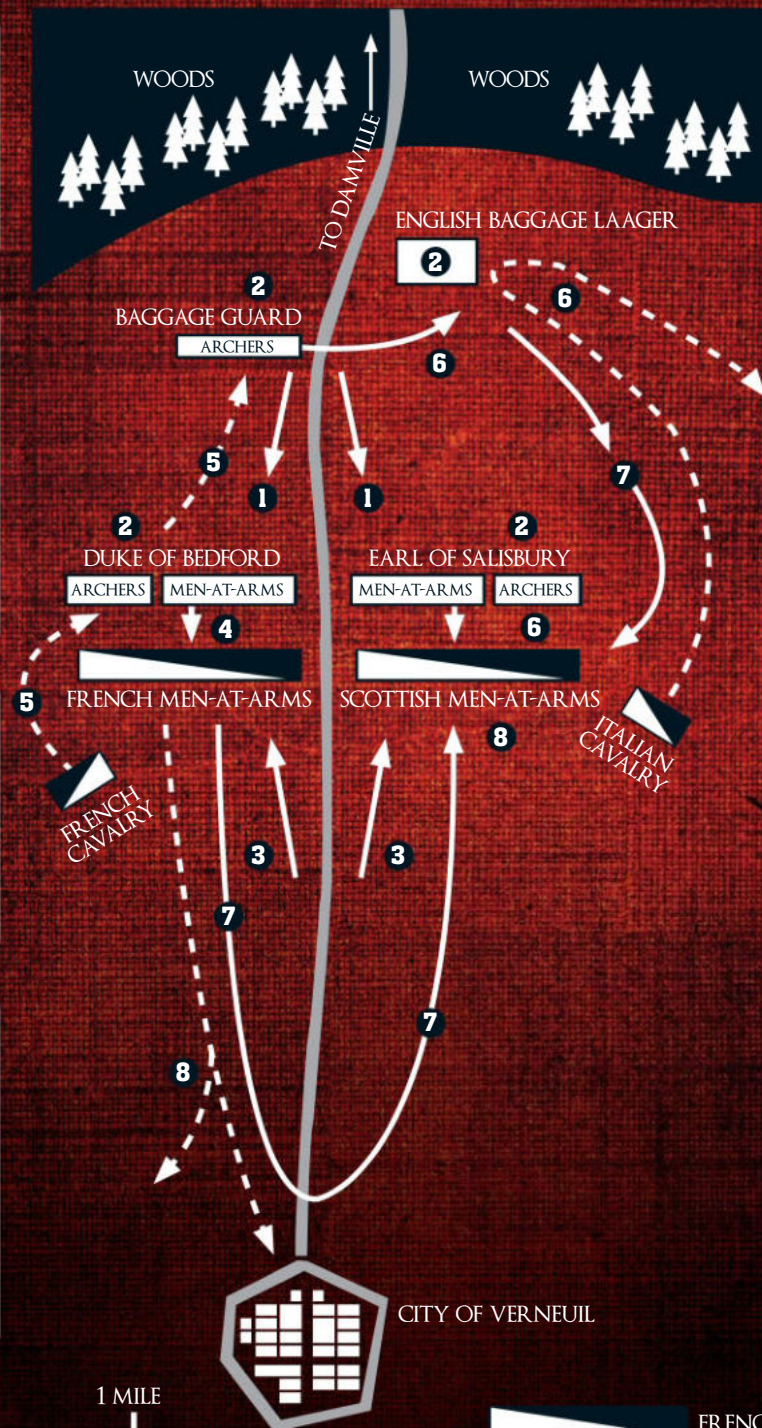 WOODS
WOODS
TO DAMVILLE
ENGLISH BAGGAGE LAAGER
2
2
6
BAGGAGE GUARD
ARCHERS
6
5
7
1
1
2
2
DUKE OF BEDFORD
EARL OF SALISBURY
ARCHERS
MEN-AT-ARMS
MEN-AT-ARMS
ARCHERS
4
6
5
FRENCH MEN-AT-ARMS
SCOTTISH MEN-AT-ARMS
8
ITALIAN
CAVALRY
FRENCH
CAVALRY
3
3
7
7
8
CITY OF VERNEUIL
1 MILE